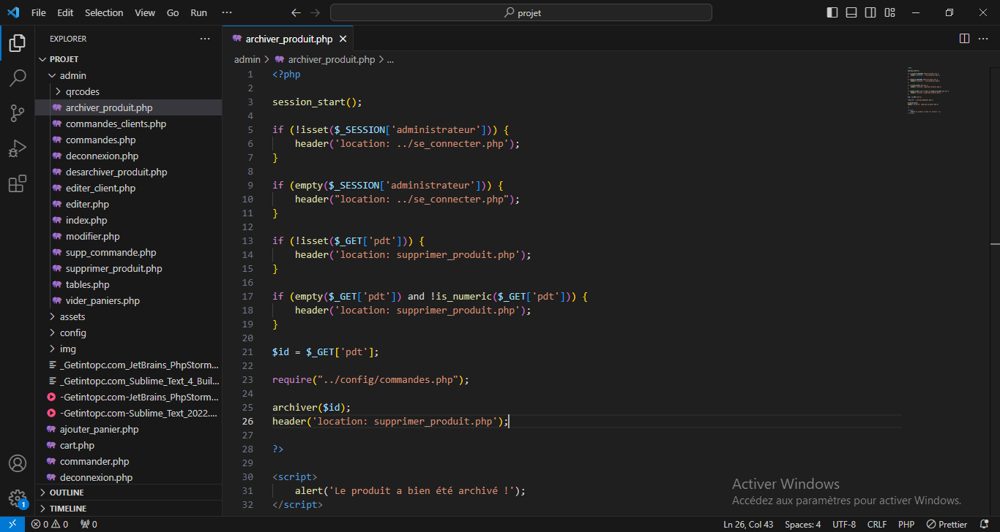 File Edit Selection View Go Run ···
projet
EXPLORER ···
PROJET
admin
qrcodes
archiver_produit.php
commandes_clients.php
commandes.php
deconnexion.php
desarchiver_produit.php
editer_client.php
editer.php
index.php
modifier.php
supp_commande.php
supprimer_produit.php
tables.php
vider_paniers.php
assets
config
img
_Getintopc.com_JetBrains_PhpStorm...
_Getintopc.com_Sublime_Text_4_Buil...
-Getintopc.com-JetBrains_PhpStorm...
-Getintopc.com-Sublime_Text_2022....
ajouter_panier.php
cart.php
commander.php
deconnexion.php
OUTLINE
TIMELINE
1
archiver_produit.php
admin > archiver_produit.php > ...
1 <?php
2
3 session_start();
4
5 if (!isset($_SESSION['administrateur'])) {
6     header('location: ../se_connecter.php');
7 }
8
9 if (empty($_SESSION['administrateur'])) {
10     header("location: ../se_connecter.php");
11 }
12
13 if (!isset($_GET['pdt'])) {
14     header('location: supprimer_produit.php');
15 }
16
17 if (empty($_GET['pdt']) and !is_numeric($_GET['pdt'])) {
18     header('location: supprimer_produit.php');
19 }
20
21 $id = $_GET['pdt'];
22
23 require("../config/commandes.php");
24
25 archiver($id);
26 header('location: supprimer_produit.php');
27
28 ?>
29
30 <script>
31     alert('Le produit a bien été archivé !');
32 </script>
Activer Windows
Accédez aux paramètres pour activer Windows.
0 0 0
Ln 26, Col 43 Spaces: 4 UTF-8 CRLF PHP Prettier